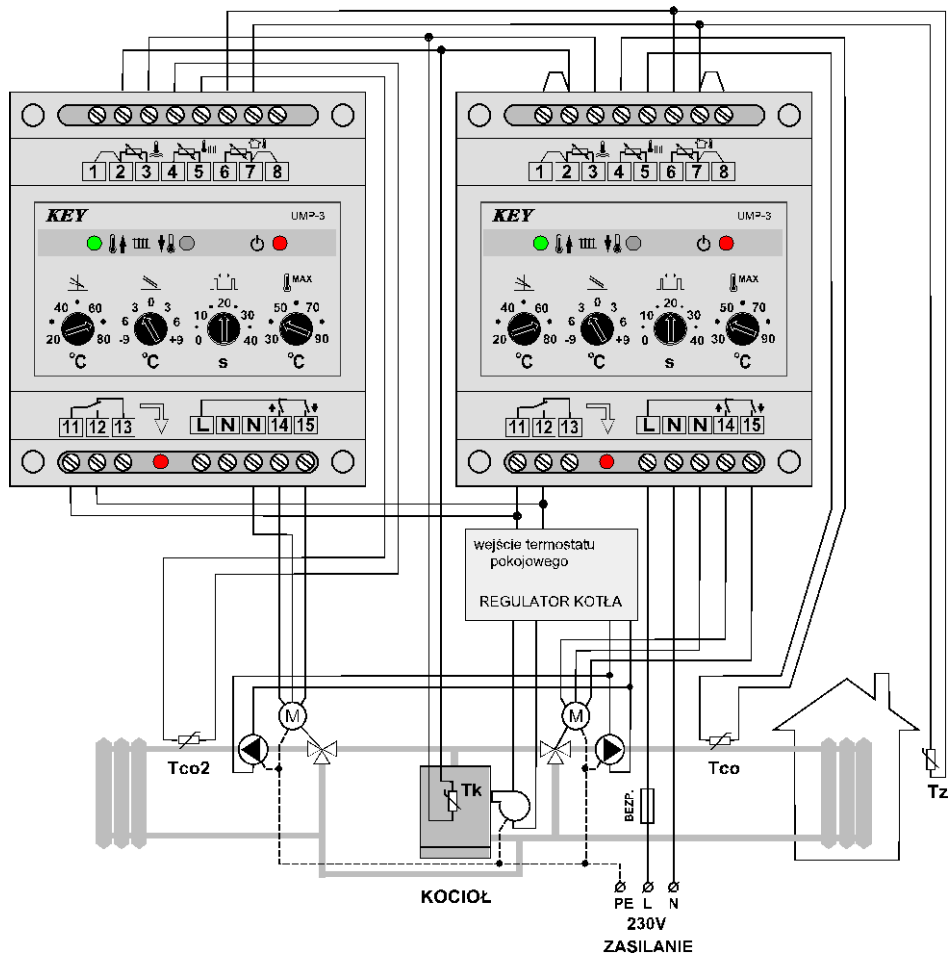 1 2 3 4 5 6 7 8
KEY UMP-3
MAX
40 60 20 80 °C
3 0 3 6 6 -9 +9 °C
20 10 30 0 40 s
50 70 30 90 °C
11 12 13 L N N 14 15
1 2 3 4 5 6 7 8
KEY UMP-3
MAX
40 60 20 80 °C
3 0 3 6 6 -9 +9 °C
20 10 30 0 40 s
50 70 30 90 °C
11 12 13 L N N 14 15
wejście termostatu
pokojowego
REGULATOR KOTŁA
M
M
Tco2
Tk
Tco
Tz
BEZP.
KOCIOŁ
PE L N
230V
ZASILANIE